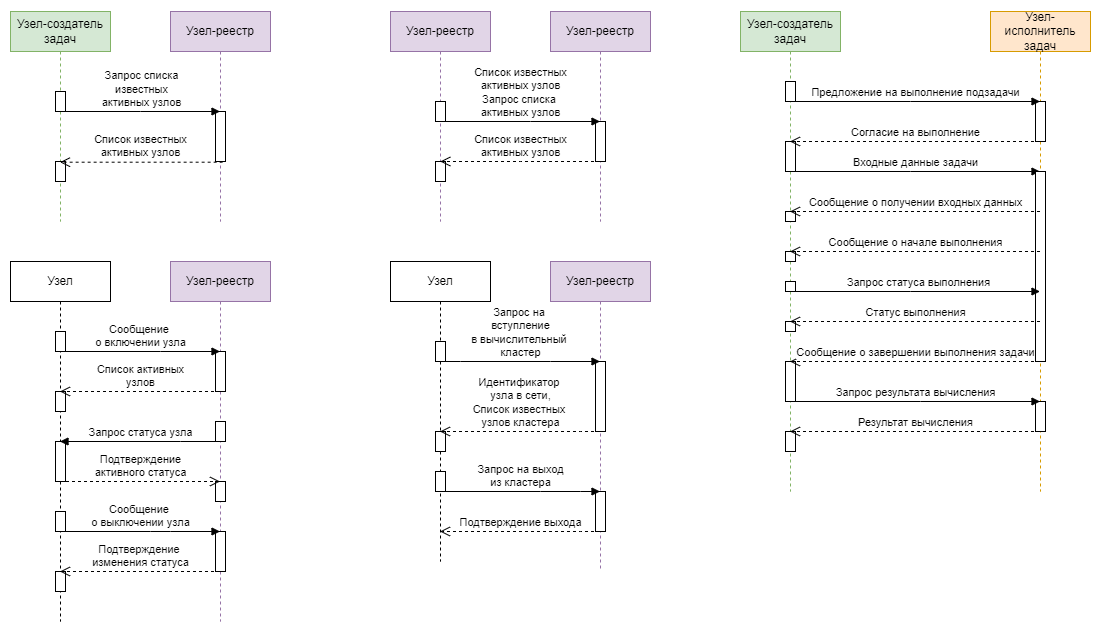 Узел-создатель
задач
Узел-реестр
Запрос списка
известных
активных узлов
Список известных
активных узлов
Узел-реестр
Узел-реестр
Список известных
активных узлов
Запрос списка
активных узлов
Список известных
активных узлов
Узел-создатель
задач
Узел-
исполнитель
задач
Предложение на выполнение подзадачи
Согласие на выполнение
Входные данные задачи
Сообщение о получении входных данных
Сообщение о начале выполнения
Запрос статуса выполнения
Статус выполнения
Сообщение о завершении выполнения задачи
Запрос результата вычисления
Результат вычисления
Узел
Узел-реестр
Сообщение
о включении узла
Список активных
узлов
Запрос статуса узла
Подтверждение
активного статуса
Сообщение
о выключении узла
Подтверждение
изменения статуса
Узел
Узел-реестр
Запрос на
вступление
в вычислительный
кластер
Идентификатор
узла в сети,
Список известных
узлов кластера
Запрос на выход
из кластера
Подтверждение выхода